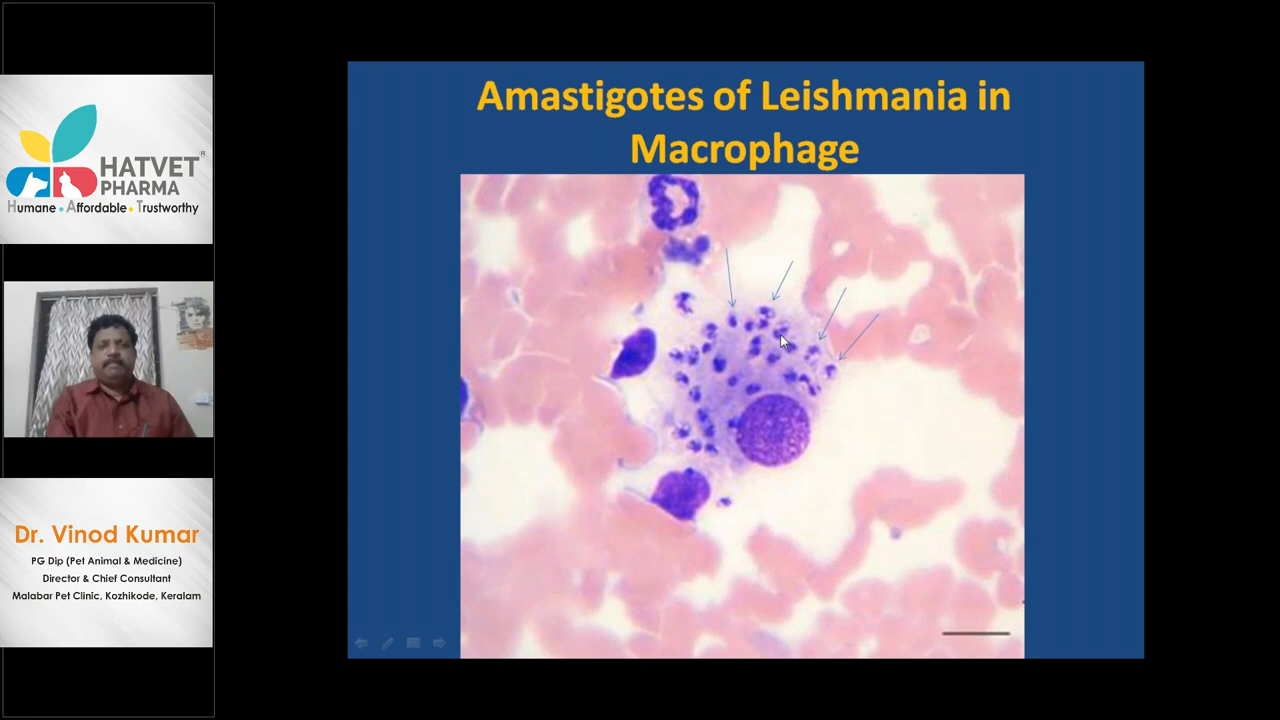 HATVET®
PHARMA
Humane • Affordable • Trustworthy
Dr. Vinod Kumar
PG Dip (Pet Animal & Medicine)
Director & Chief Consultant
Malabar Pet Clinic, Kozhikode, Keralam
Amastigotes of Leishmania in
Macrophage